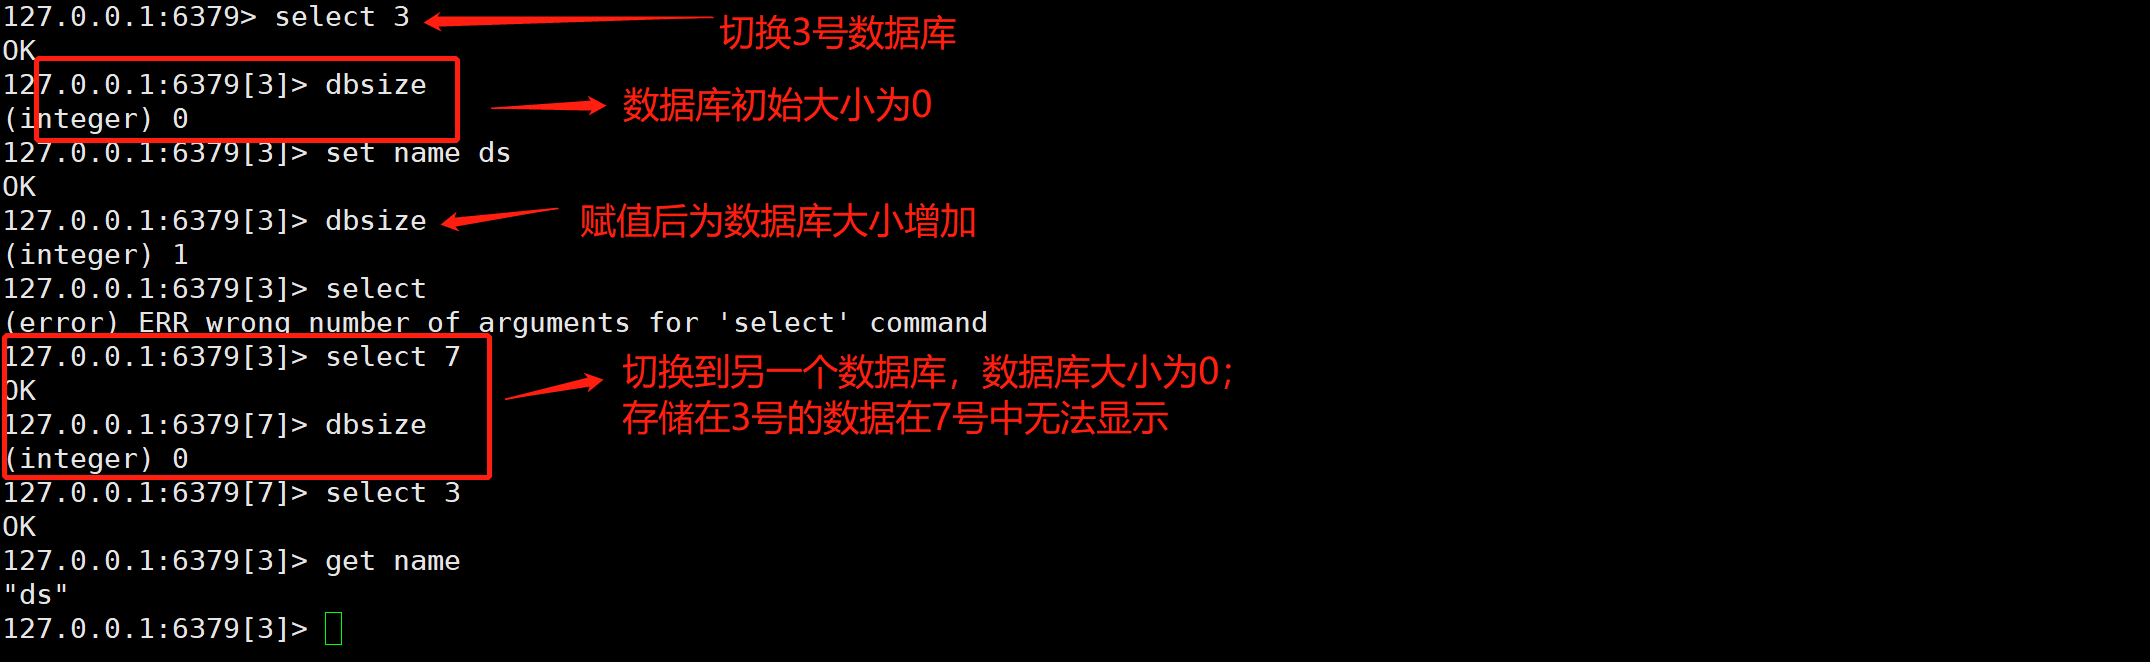 127.0.0.1:6379> select 3
切换3号数据库
OK
127.0.0.1:6379[3]> dbsize
数据库初始大小为0
(integer) 0
127.0.0.1:6379[3]> set name ds
OK
127.0.0.1:6379[3]> dbsize
赋值后为数据库大小增加
(integer) 1
127.0.0.1:6379[3]> select
(error) ERR wrong number of arguments for 'select' command
127.0.0.1:6379[3]> select 7
切换到另一个数据库，数据库大小为0；
OK
存储在3号的数据在7号中无法显示
127.0.0.1:6379[7]> dbsize
(integer) 0
127.0.0.1:6379[7]> select 3
OK
127.0.0.1:6379[3]> get name
"ds"
127.0.0.1:6379[3]>